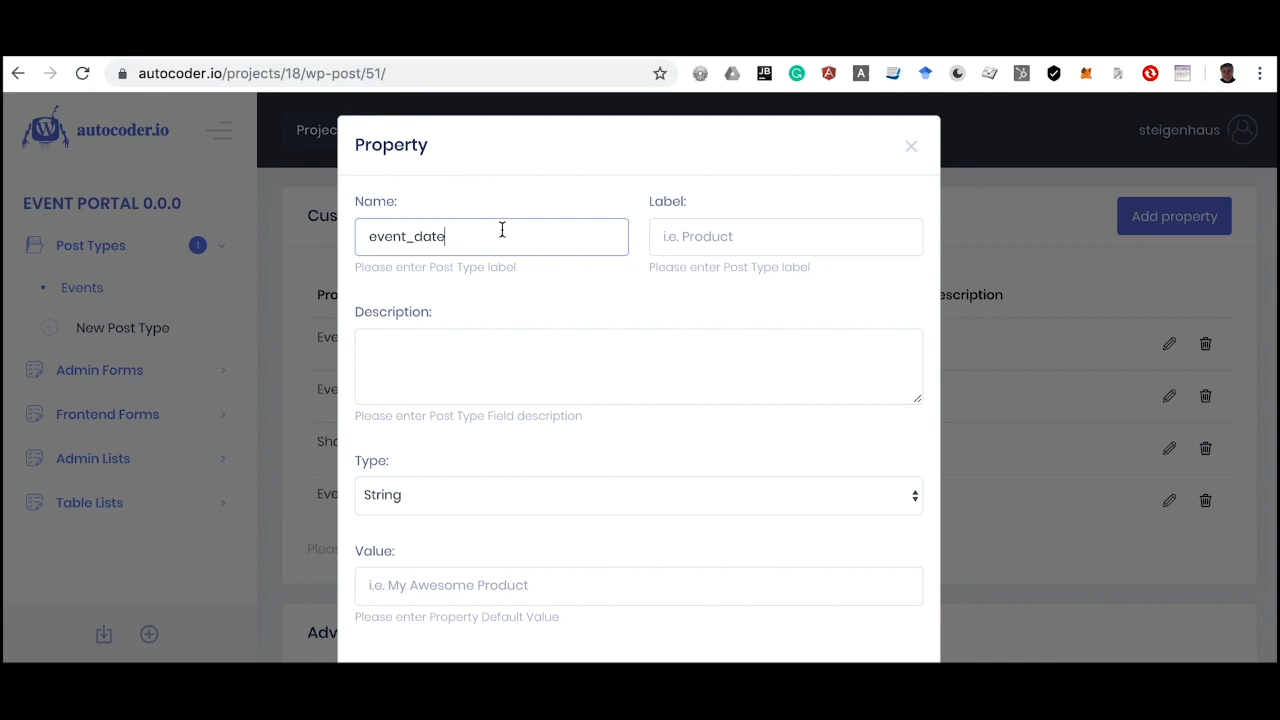 autocoder.io/projects/18/wp-post/51/
autocoder.io
Projec
steigenhaus
Property
EVENT PORTAL 0.0.0
Name:
Label:
Cus
Add property
event_date
i.e. Product
Post Types
1
Please enter Post Type label
Please enter Post Type label
Events
Pro
escription
Description:
New Post Type
Eve
Admin Forms
Eve
Frontend Forms
Please enter Post Type Field description
Sho
Admin Lists
Type:
String
Eve
Table Lists
Pleas
Value:
i.e. My Awesome Product
Please enter Property Default Value
Adv